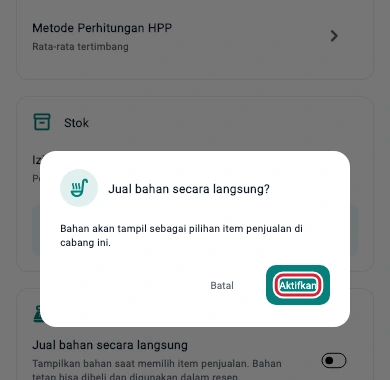 Metode Perhitungan HPP
Rata-rata tertimbang
Stok
Jual bahan secara langsung?
Bahan akan tampil sebagai pilihan item penjualan di
cabang ini.
Batal
Aktifkan
Jual bahan secara langsung
Tampilkan bahan saat memilih item penjualan. Bahan
tetap bisa dibeli dan digunakan dalam resep